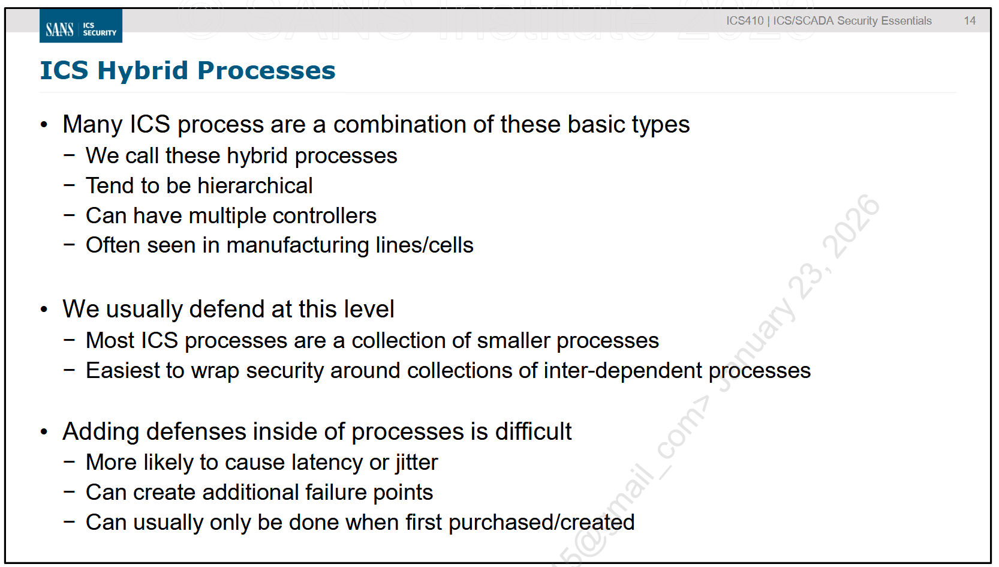 © SANS Institute 2026
SANS | ICS SECURITY
ICS410 | ICS/SCADA Security Essentials 14
ICS Hybrid Processes
• Many ICS process are a combination of these basic types
− We call these hybrid processes
− Tend to be hierarchical
− Can have multiple controllers
− Often seen in manufacturing lines/cells
• We usually defend at this level
− Most ICS processes are a collection of smaller processes
− Easiest to wrap security around collections of inter-dependent processes
• Adding defenses inside of processes is difficult
− More likely to cause latency or jitter
− Can create additional failure points
− Can usually only be done when first purchased/created
5@gmail_com> January 23, 2026